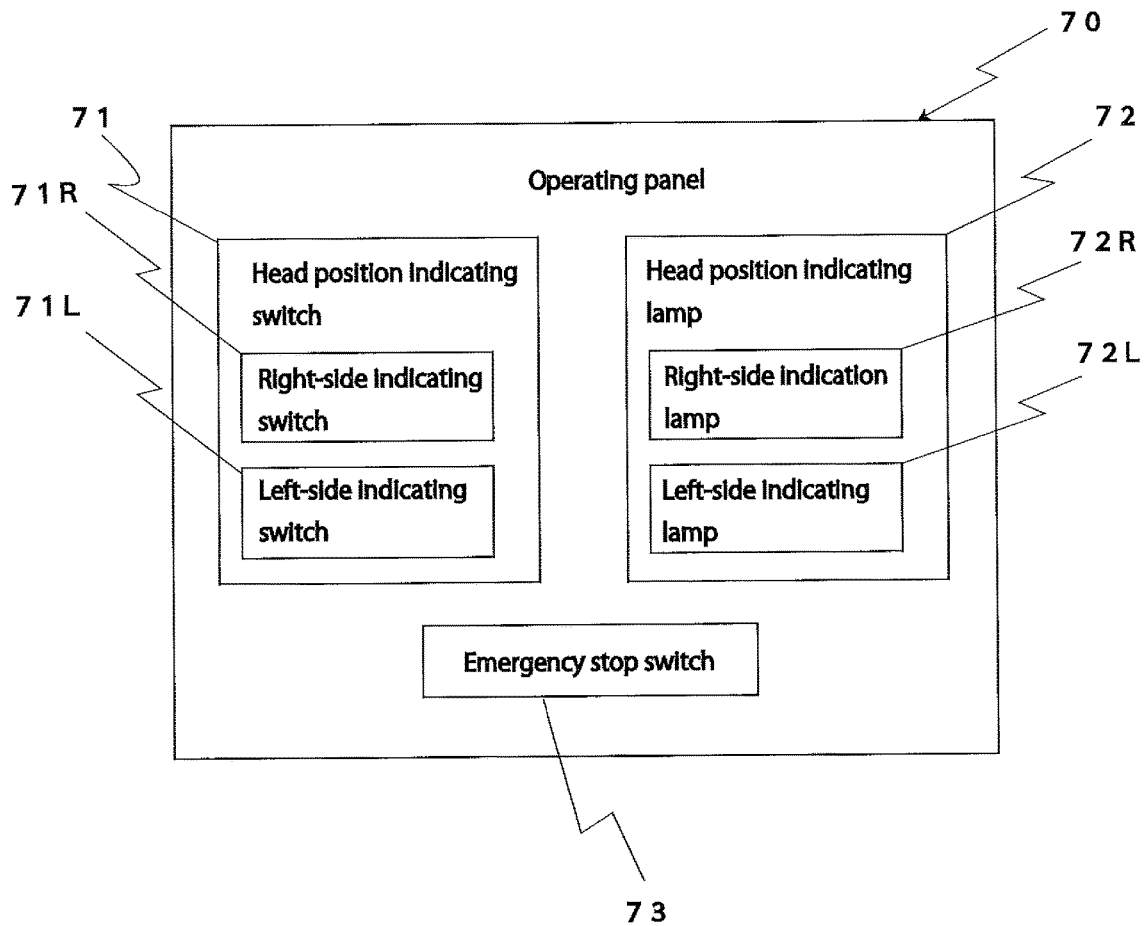 70
71
72
Operating panel
71R
72R
Head position indicating
switch
Head position indicating
lamp
71L
72L
Right-side indicating
switch
Right-side indication
lamp
Left-side indicating
switch
Left-side indicating
lamp
Emergency stop switch
73